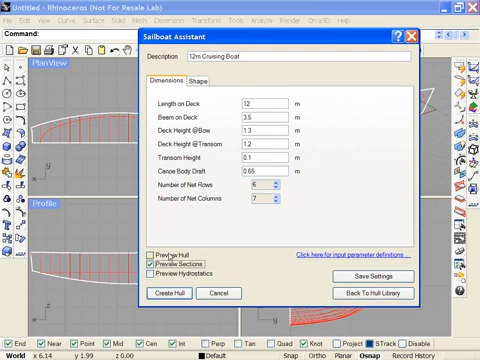 Untitled - Rhinoceros (Not For Resale Lab)
File Edit View Curve Surface Solid Mesh Dimension Transform Tools Analyze Render Orca3D Help
Command:
Sailboat Assistant
Description 12m Cruising Boat
Dimensions Shape
Length on Deck 12 m
Beam on Deck 3.5 m
Deck Height @Bow 1.3 m
Deck Height @Transom 1.2 m
Transom Height 0.1 m
Canoe Body Draft 0.65 m
Number of Net Rows 6
Number of Net Columns 7
Preview Hull
Click here for input parameter definitions ...
Preview Sections
Preview Hydrostatics
Save Settings
Create Hull Cancel Back To Hull Library
PlanView
y
x
Profile
z
x
End Near Point Mid Cen Int Perp Tan Quad Knot Project STrack Disable
World x 6.14 y 1.99 z 0.00 Default Snap Ortho Planar Osnap Record History